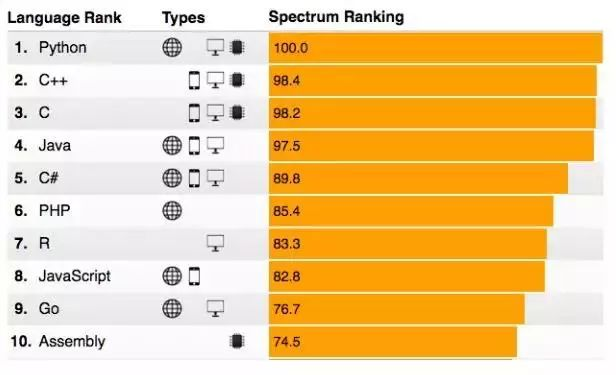 Language Rank Types Spectrum Ranking
1. Python 100.0
2. C++ 98.4
3. C 98.2
4. Java 97.5
5. C# 89.8
6. PHP 85.4
7. R 83.3
8. JavaScript 82.8
9. Go 76.7
10. Assembly 74.5